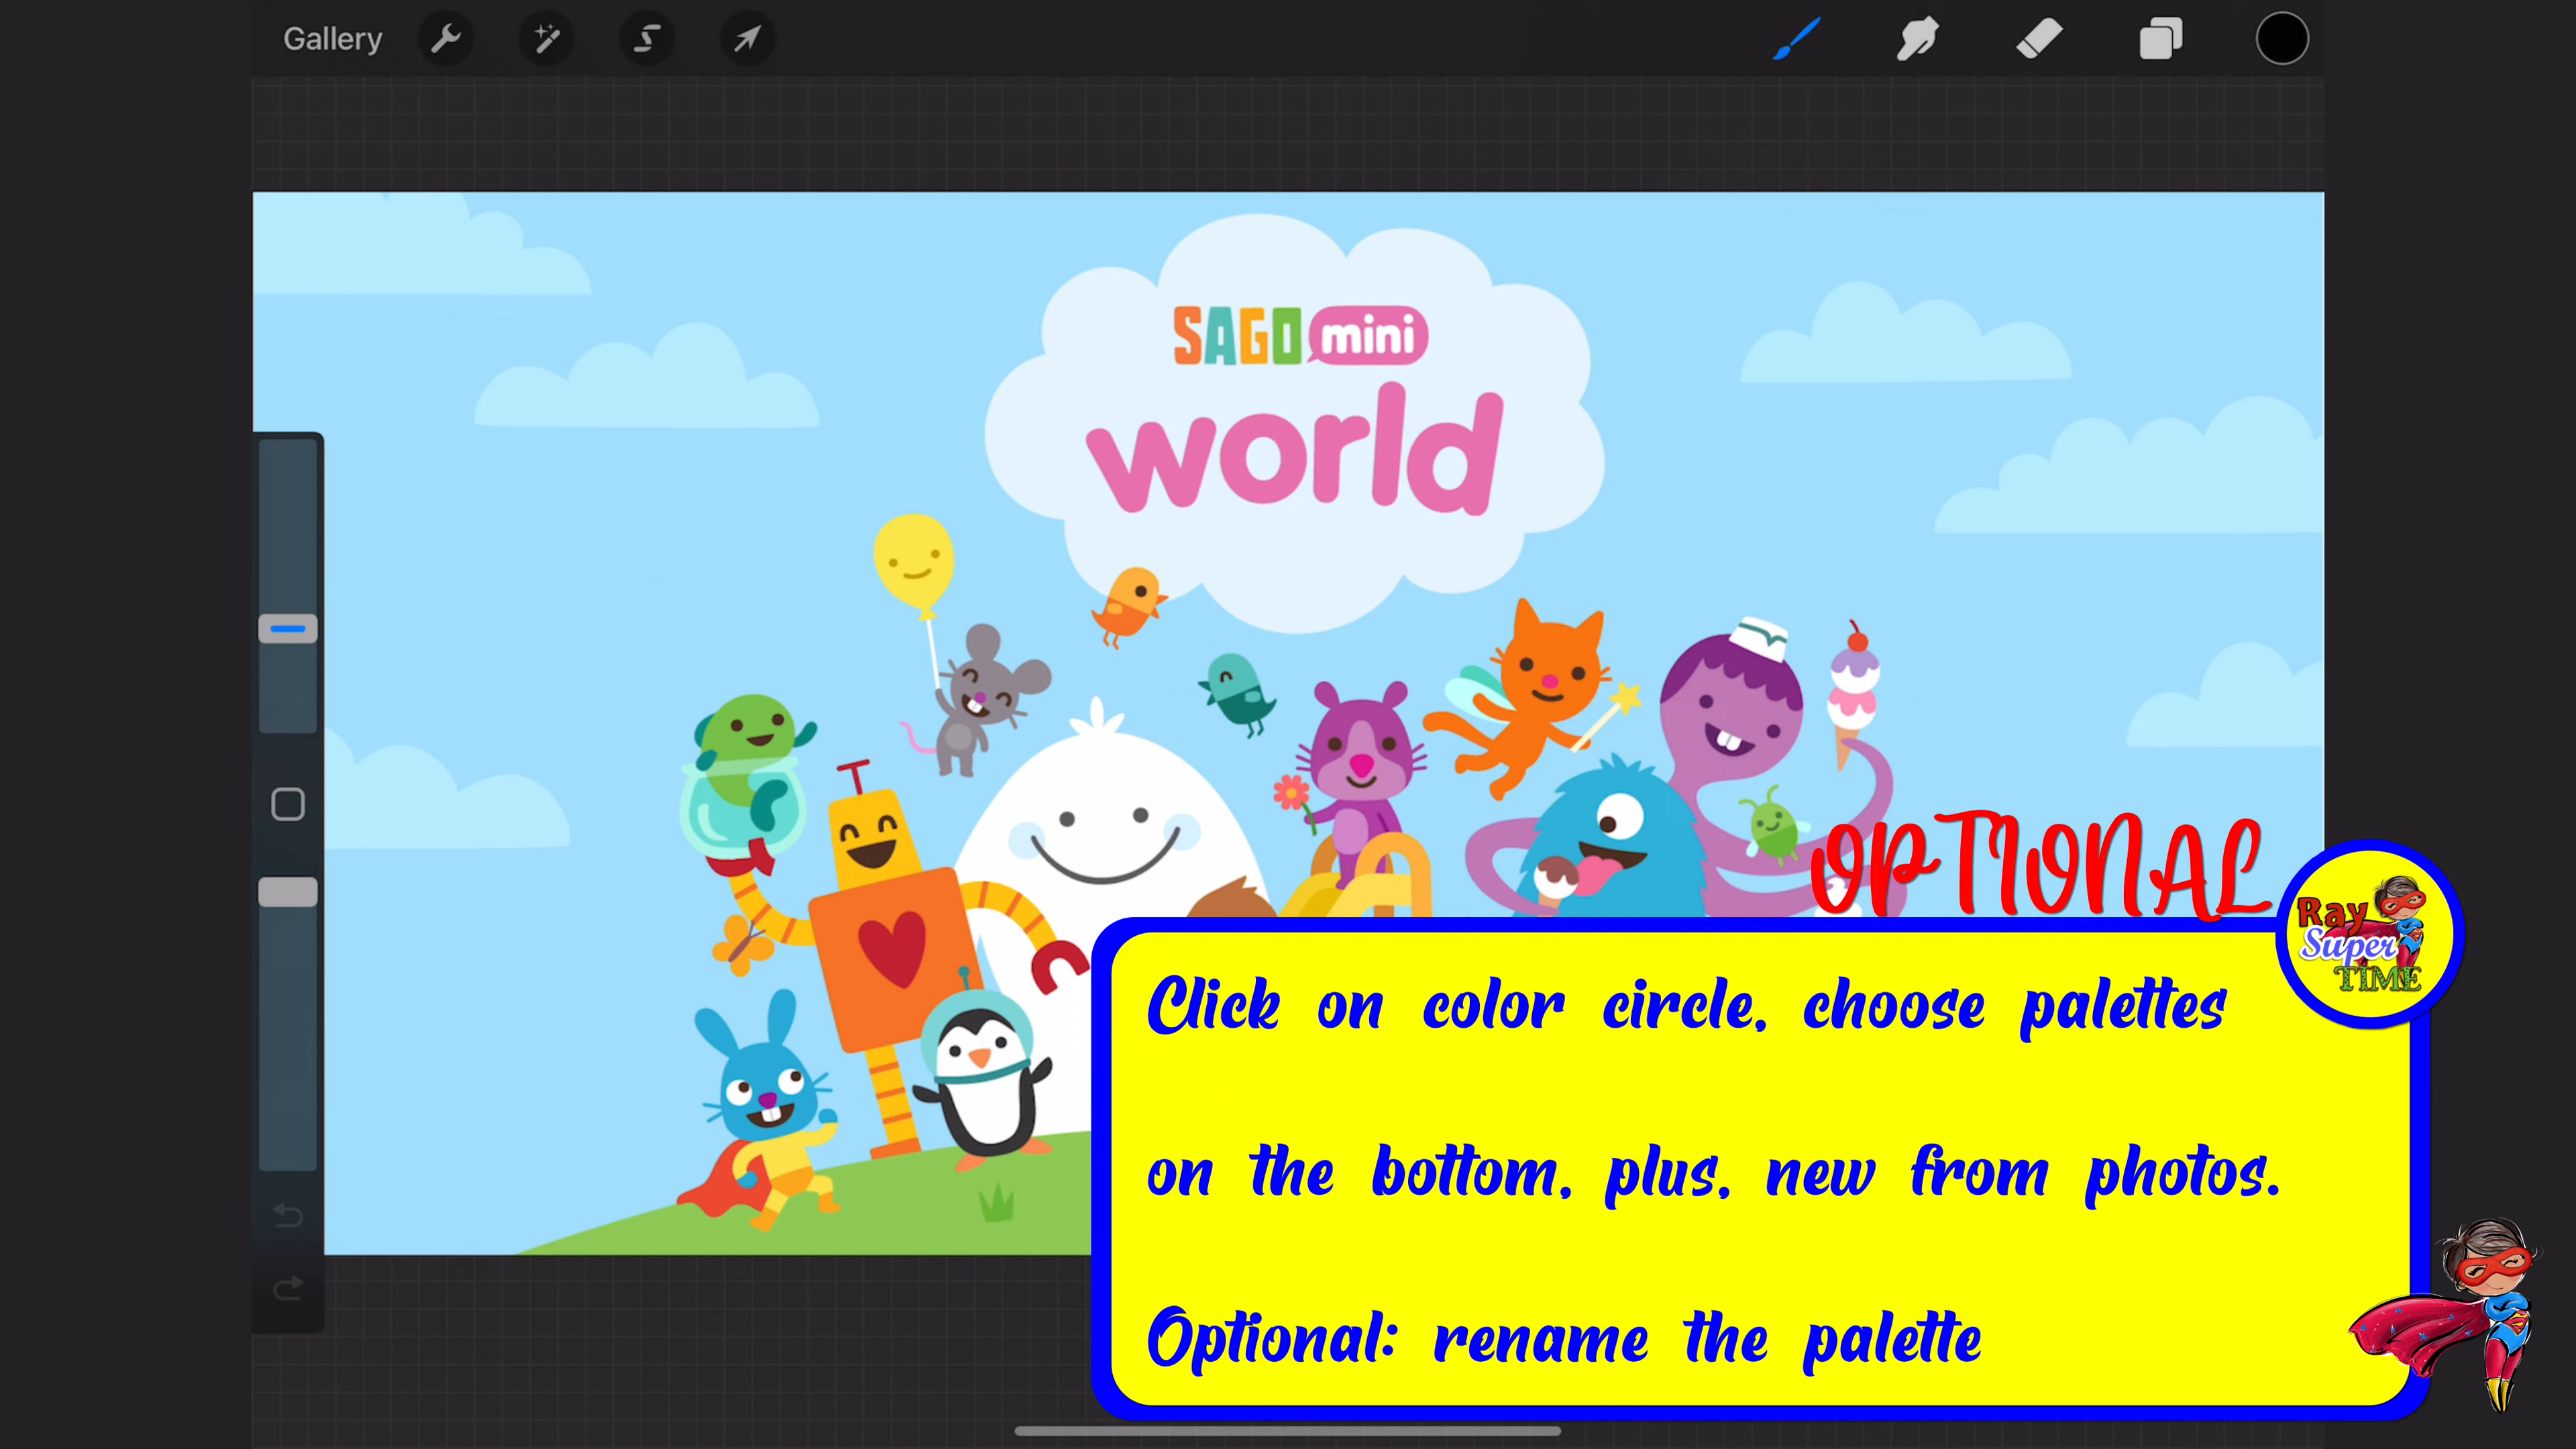 Gallery
SAGO mini
world
OPTIONAL
Ray
Super
TIME
Click on color circle, choose palettes
on the bottom, plus, new from photos.
Optional: rename the palette